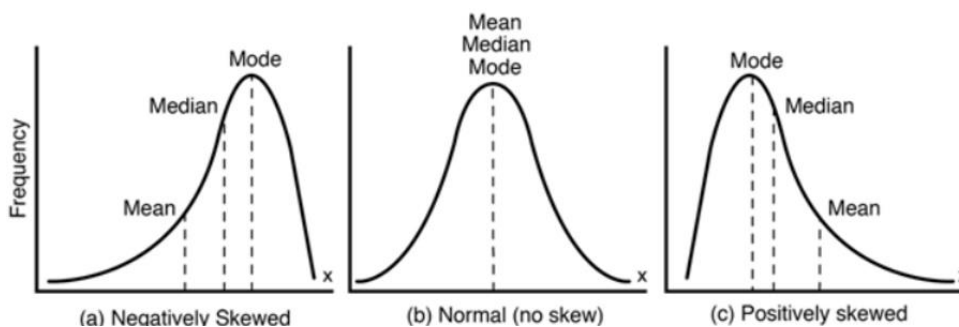 Frequency
Mode
Median
Mean
x
(a) Negatively Skewed
Mean
Median
Mode
x
(b) Normal (no skew)
Mode
Median
Mean
(c) Positively skewed